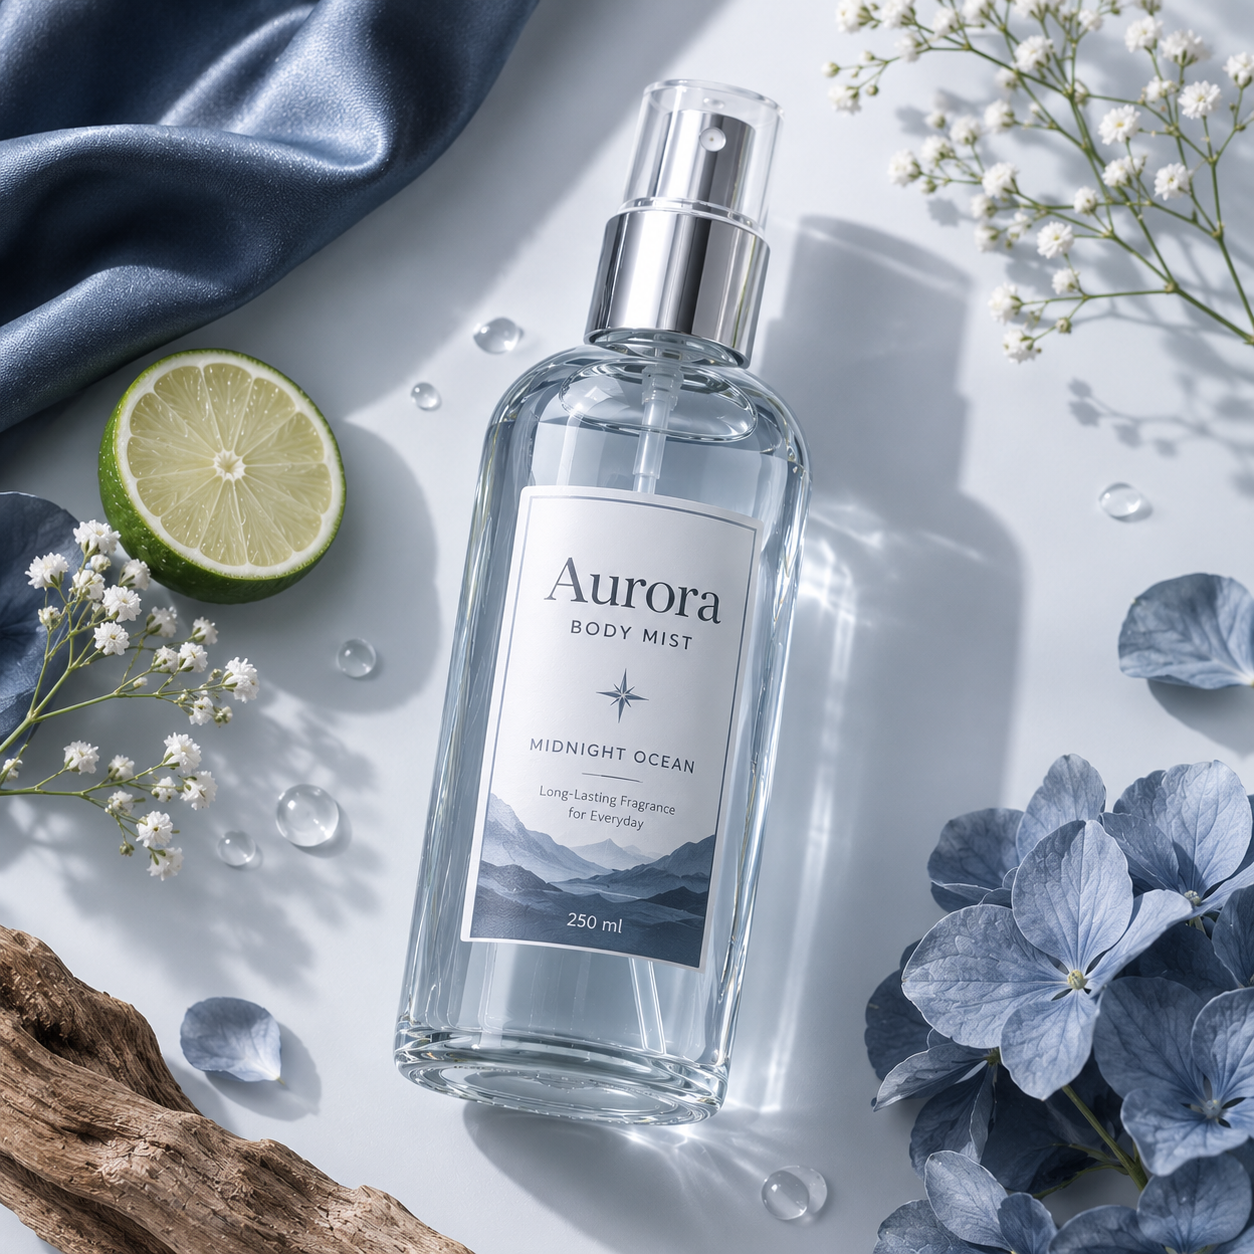 Aurora
BODY MIST
MIDNIGHT OCEAN
Long-Lasting Fragrance
for Everyday
250 ml